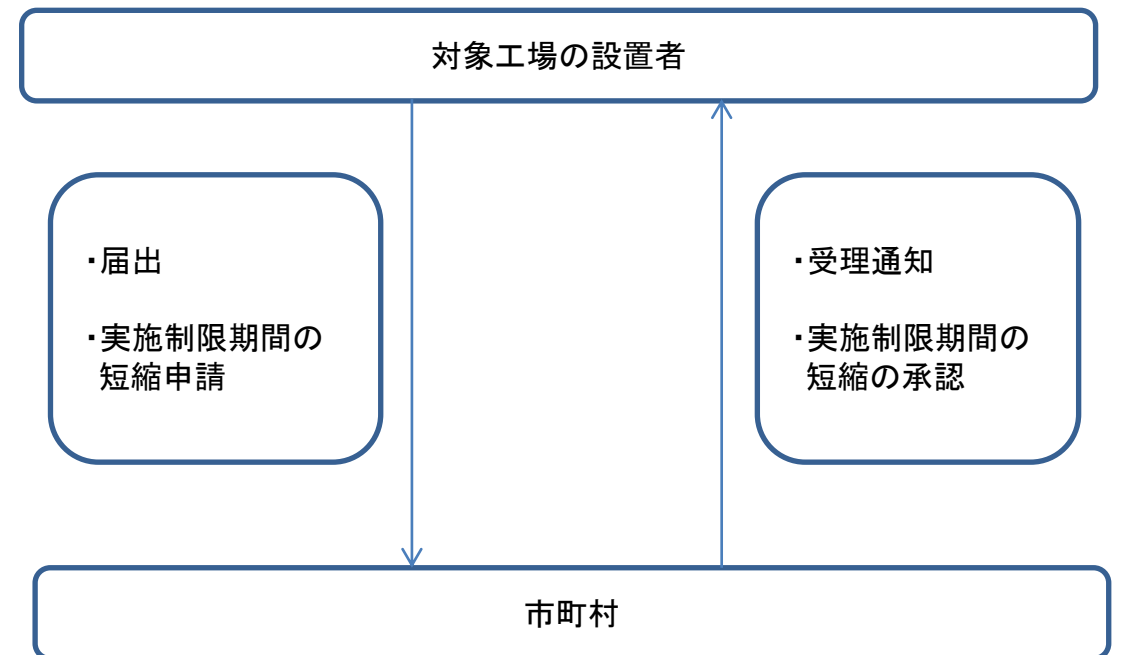 対象工場の設置者
・届出
・実施制限期間の
短縮申請
・受理通知
・実施制限期間の
短縮の承認
市町村